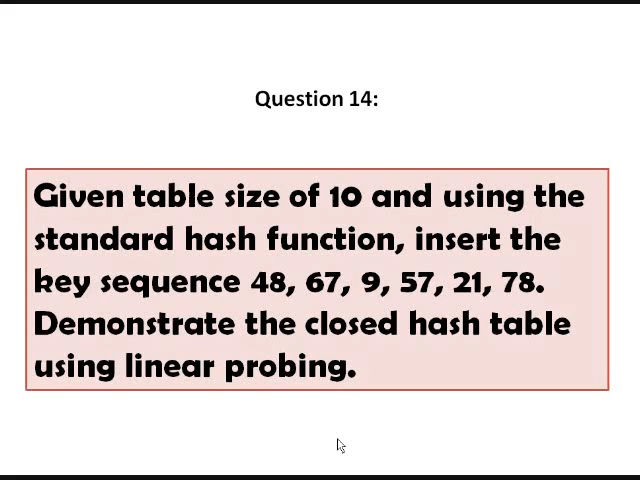 Question 14:
Given table size of 10 and using the
standard hash function, insert the
key sequence 48, 67, 9, 57, 21, 78.
Demonstrate the closed hash table
using linear probing.